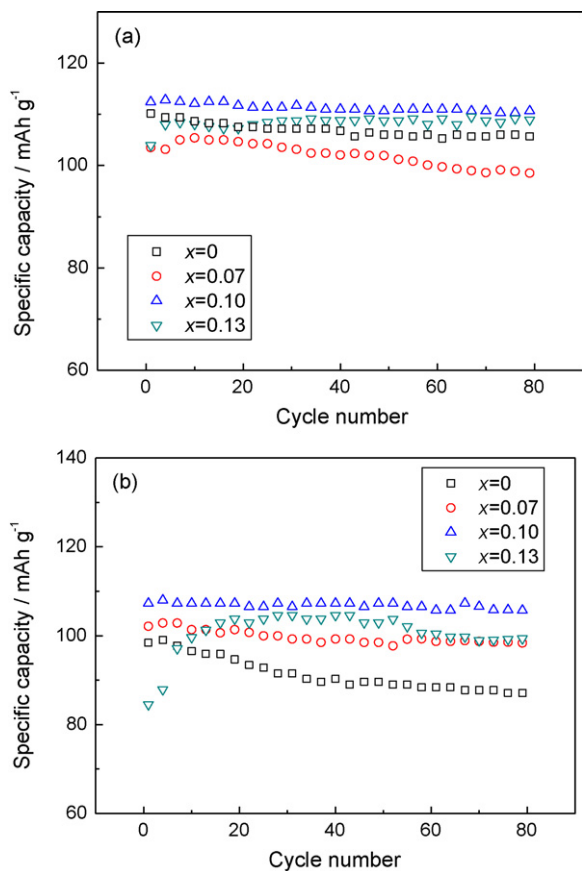 (a)
Specific capacity / mAh g⁻¹
120
100
80
60
x=0
x=0.07
x=0.10
x=0.13
0 20 40 60 80
Cycle number
(b)
Specific capacity / mAh g⁻¹
140
120
100
80
60
x=0
x=0.07
x=0.10
x=0.13
0 20 40 60 80
Cycle number